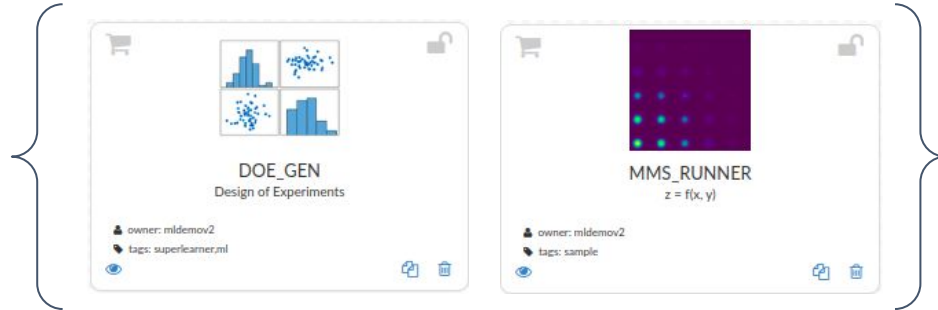 DOE_GEN
Design of Experiments
owner: mldemov2
tags: superlearner,ml
MMS_RUNNER
z = f(x, y)
owner: mldemov2
tags: sample